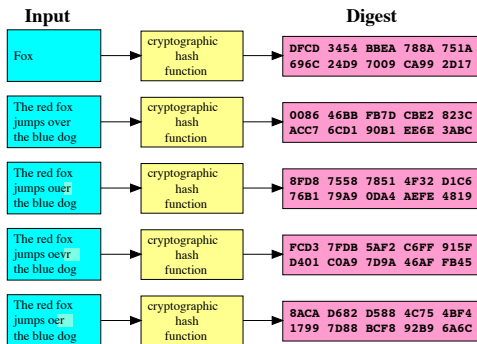 Input
Digest
Fox
cryptographic
hash
function
DFCD 3454 BBEA 788A 751A
696C 24D9 7009 CA99 2D17
The red fox
jumps over
the blue dog
cryptographic
hash
function
0086 46BB FB7D CBE2 823C
ACC7 6CD1 90B1 EE6E 3ABC
The red fox
jumps ouer
the blue dog
cryptographic
hash
function
8FD8 7558 7851 4F32 D1C6
76B1 79A9 0DA4 AEFE 4819
The red fox
jumps oevr
the blue dog
cryptographic
hash
function
FCD3 7FDB 5AF2 C6FF 915F
D401 C0A9 7D9A 46AF FB45
The red fox
jumps oer
the blue dog
cryptographic
hash
function
8ACA D682 D588 4C75 4BF4
1799 7D88 BCF8 92B9 6A6C